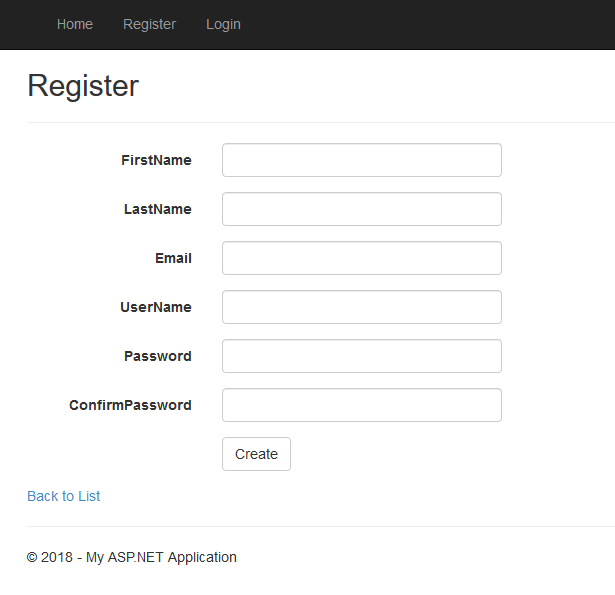 Home Register Login
Register
FirstName
LastName
Email
UserName
Password
ConfirmPassword
Create
Back to List
© 2018 - My ASP.NET Application